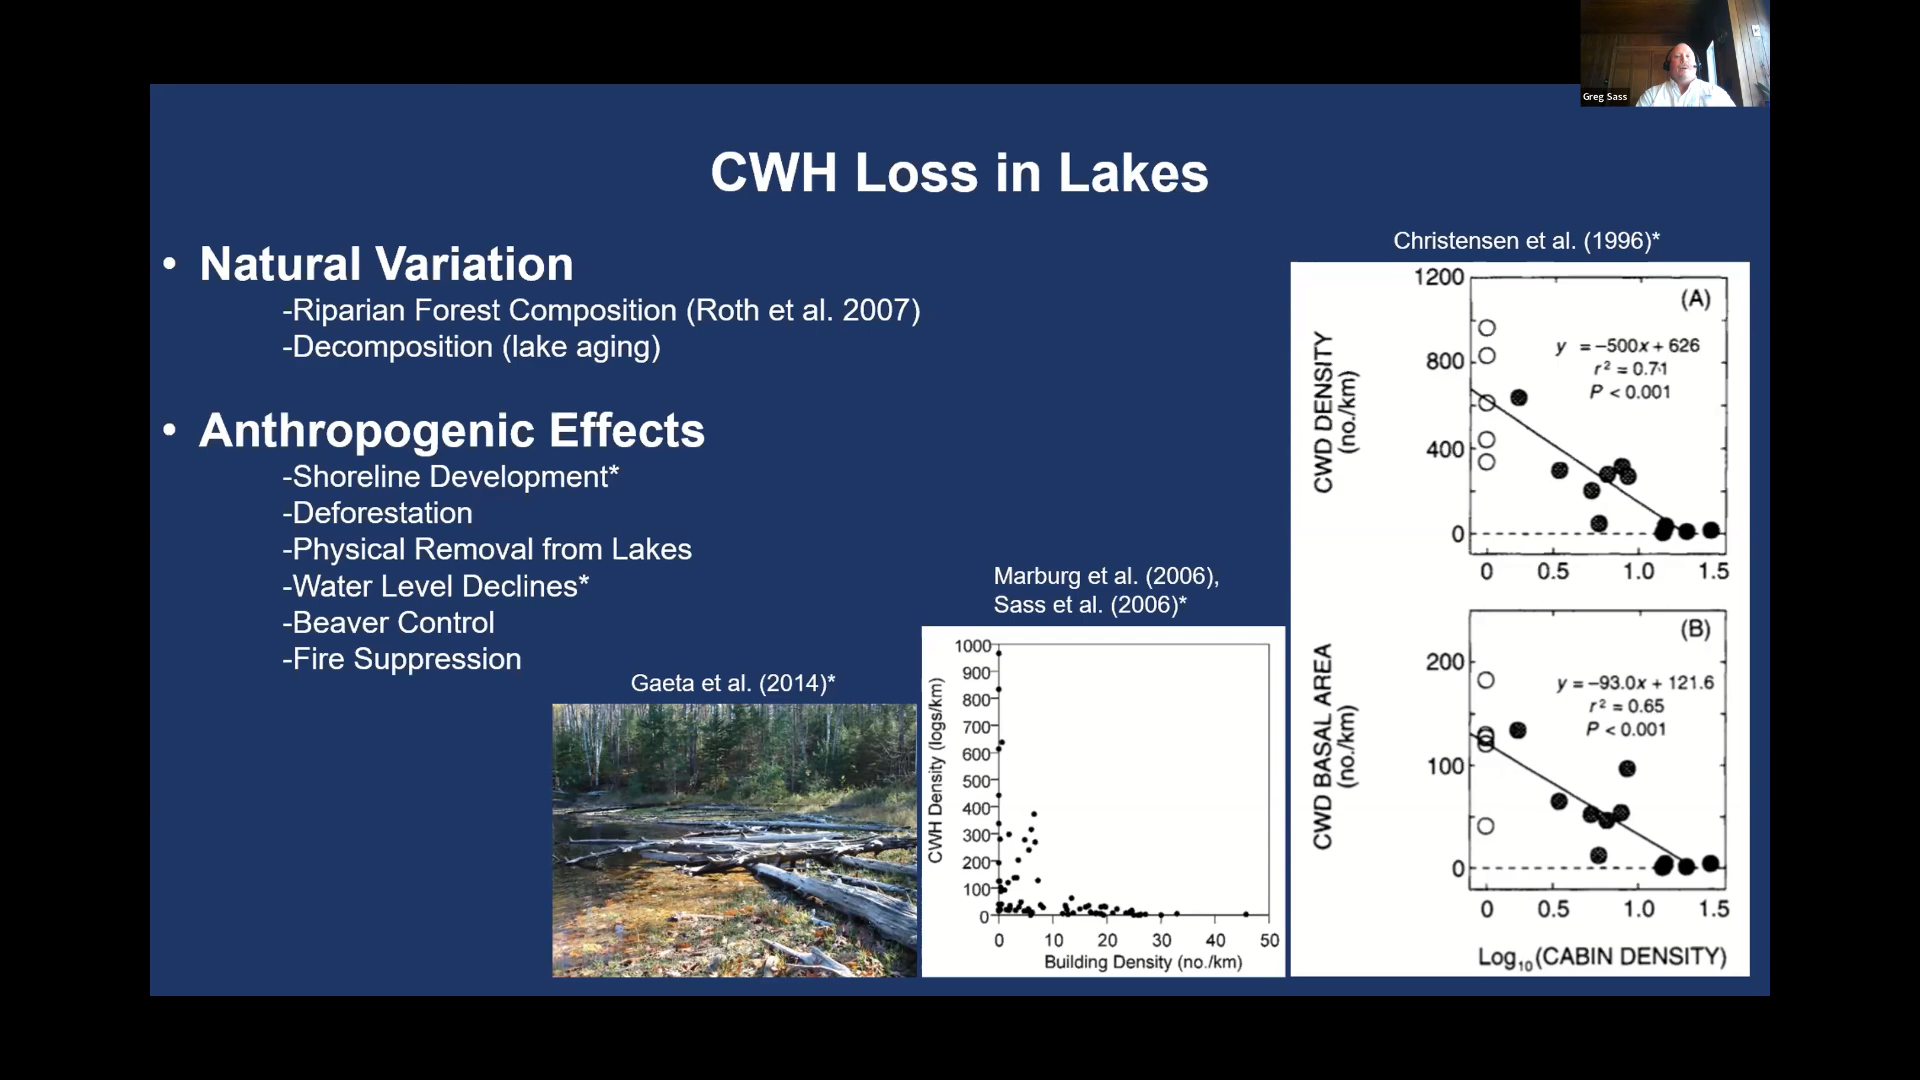 Greg Sass
CWH Loss in Lakes
• Natural Variation
-Riparian Forest Composition (Roth et al. 2007)
-Decomposition (lake aging)
• Anthropogenic Effects
-Shoreline Development*
-Deforestation
-Physical Removal from Lakes
-Water Level Declines*
-Beaver Control
-Fire Suppression
Gaeta et al. (2014)*
Marburg et al. (2006),
Sass et al. (2006)*
CWH Density (logs/km)
1000
900
800
700
600
500
400
300
200
100
0
0 10 20 30 40 50
Building Density (no./km)
Christensen et al. (1996)*
CWD DENSITY
(no./km)
1200
800
400
0
(A)
y = −500x + 626
r² = 0.71
P < 0.001
0 0.5 1.0 1.5
CWD BASAL AREA
(no./km)
200
100
0
(B)
y = −93.0x + 121.6
r² = 0.65
P < 0.001
0 0.5 1.0 1.5
Log₁₀(CABIN DENSITY)